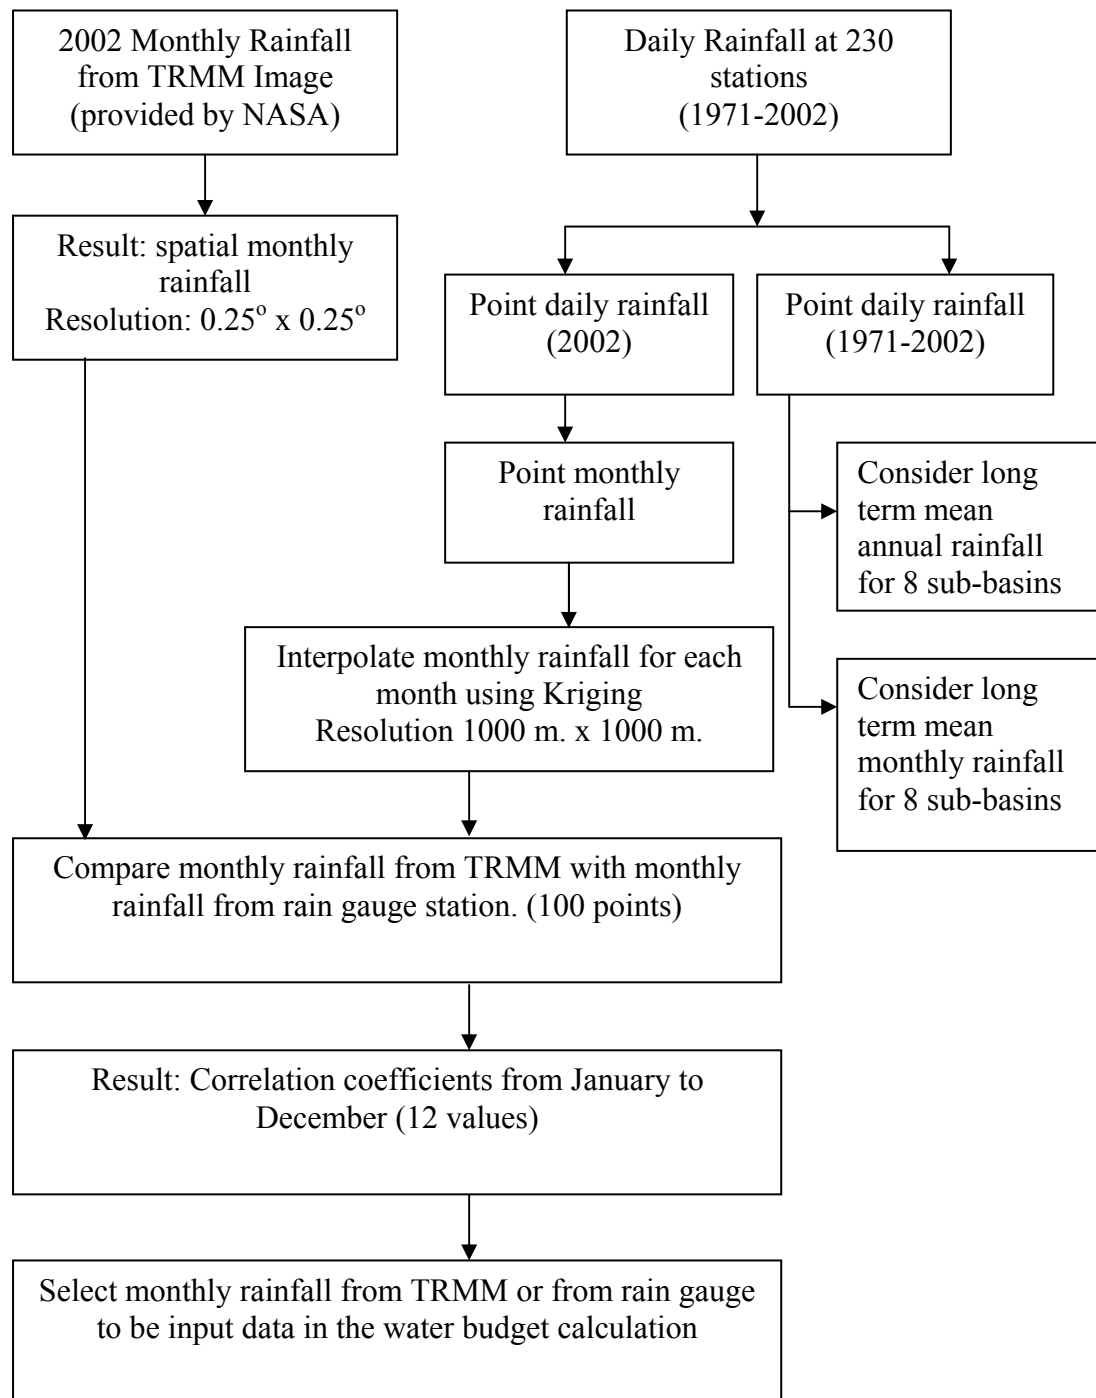 2002 Monthly Rainfall
from TRMM Image
(provided by NASA)
Daily Rainfall at 230
stations
(1971-2002)
Result: spatial monthly
rainfall
Resolution: 0.25° x 0.25°
Point daily rainfall
(2002)
Point daily rainfall
(1971-2002)
Point monthly
rainfall
Consider long
term mean
annual rainfall
for 8 sub-basins
Interpolate monthly rainfall for each
month using Kriging
Resolution 1000 m. x 1000 m.
Consider long
term mean
monthly rainfall
for 8 sub-basins
Compare monthly rainfall from TRMM with monthly
rainfall from rain gauge station. (100 points)
Result: Correlation coefficients from January to
December (12 values)
Select monthly rainfall from TRMM or from rain gauge
to be input data in the water budget calculation